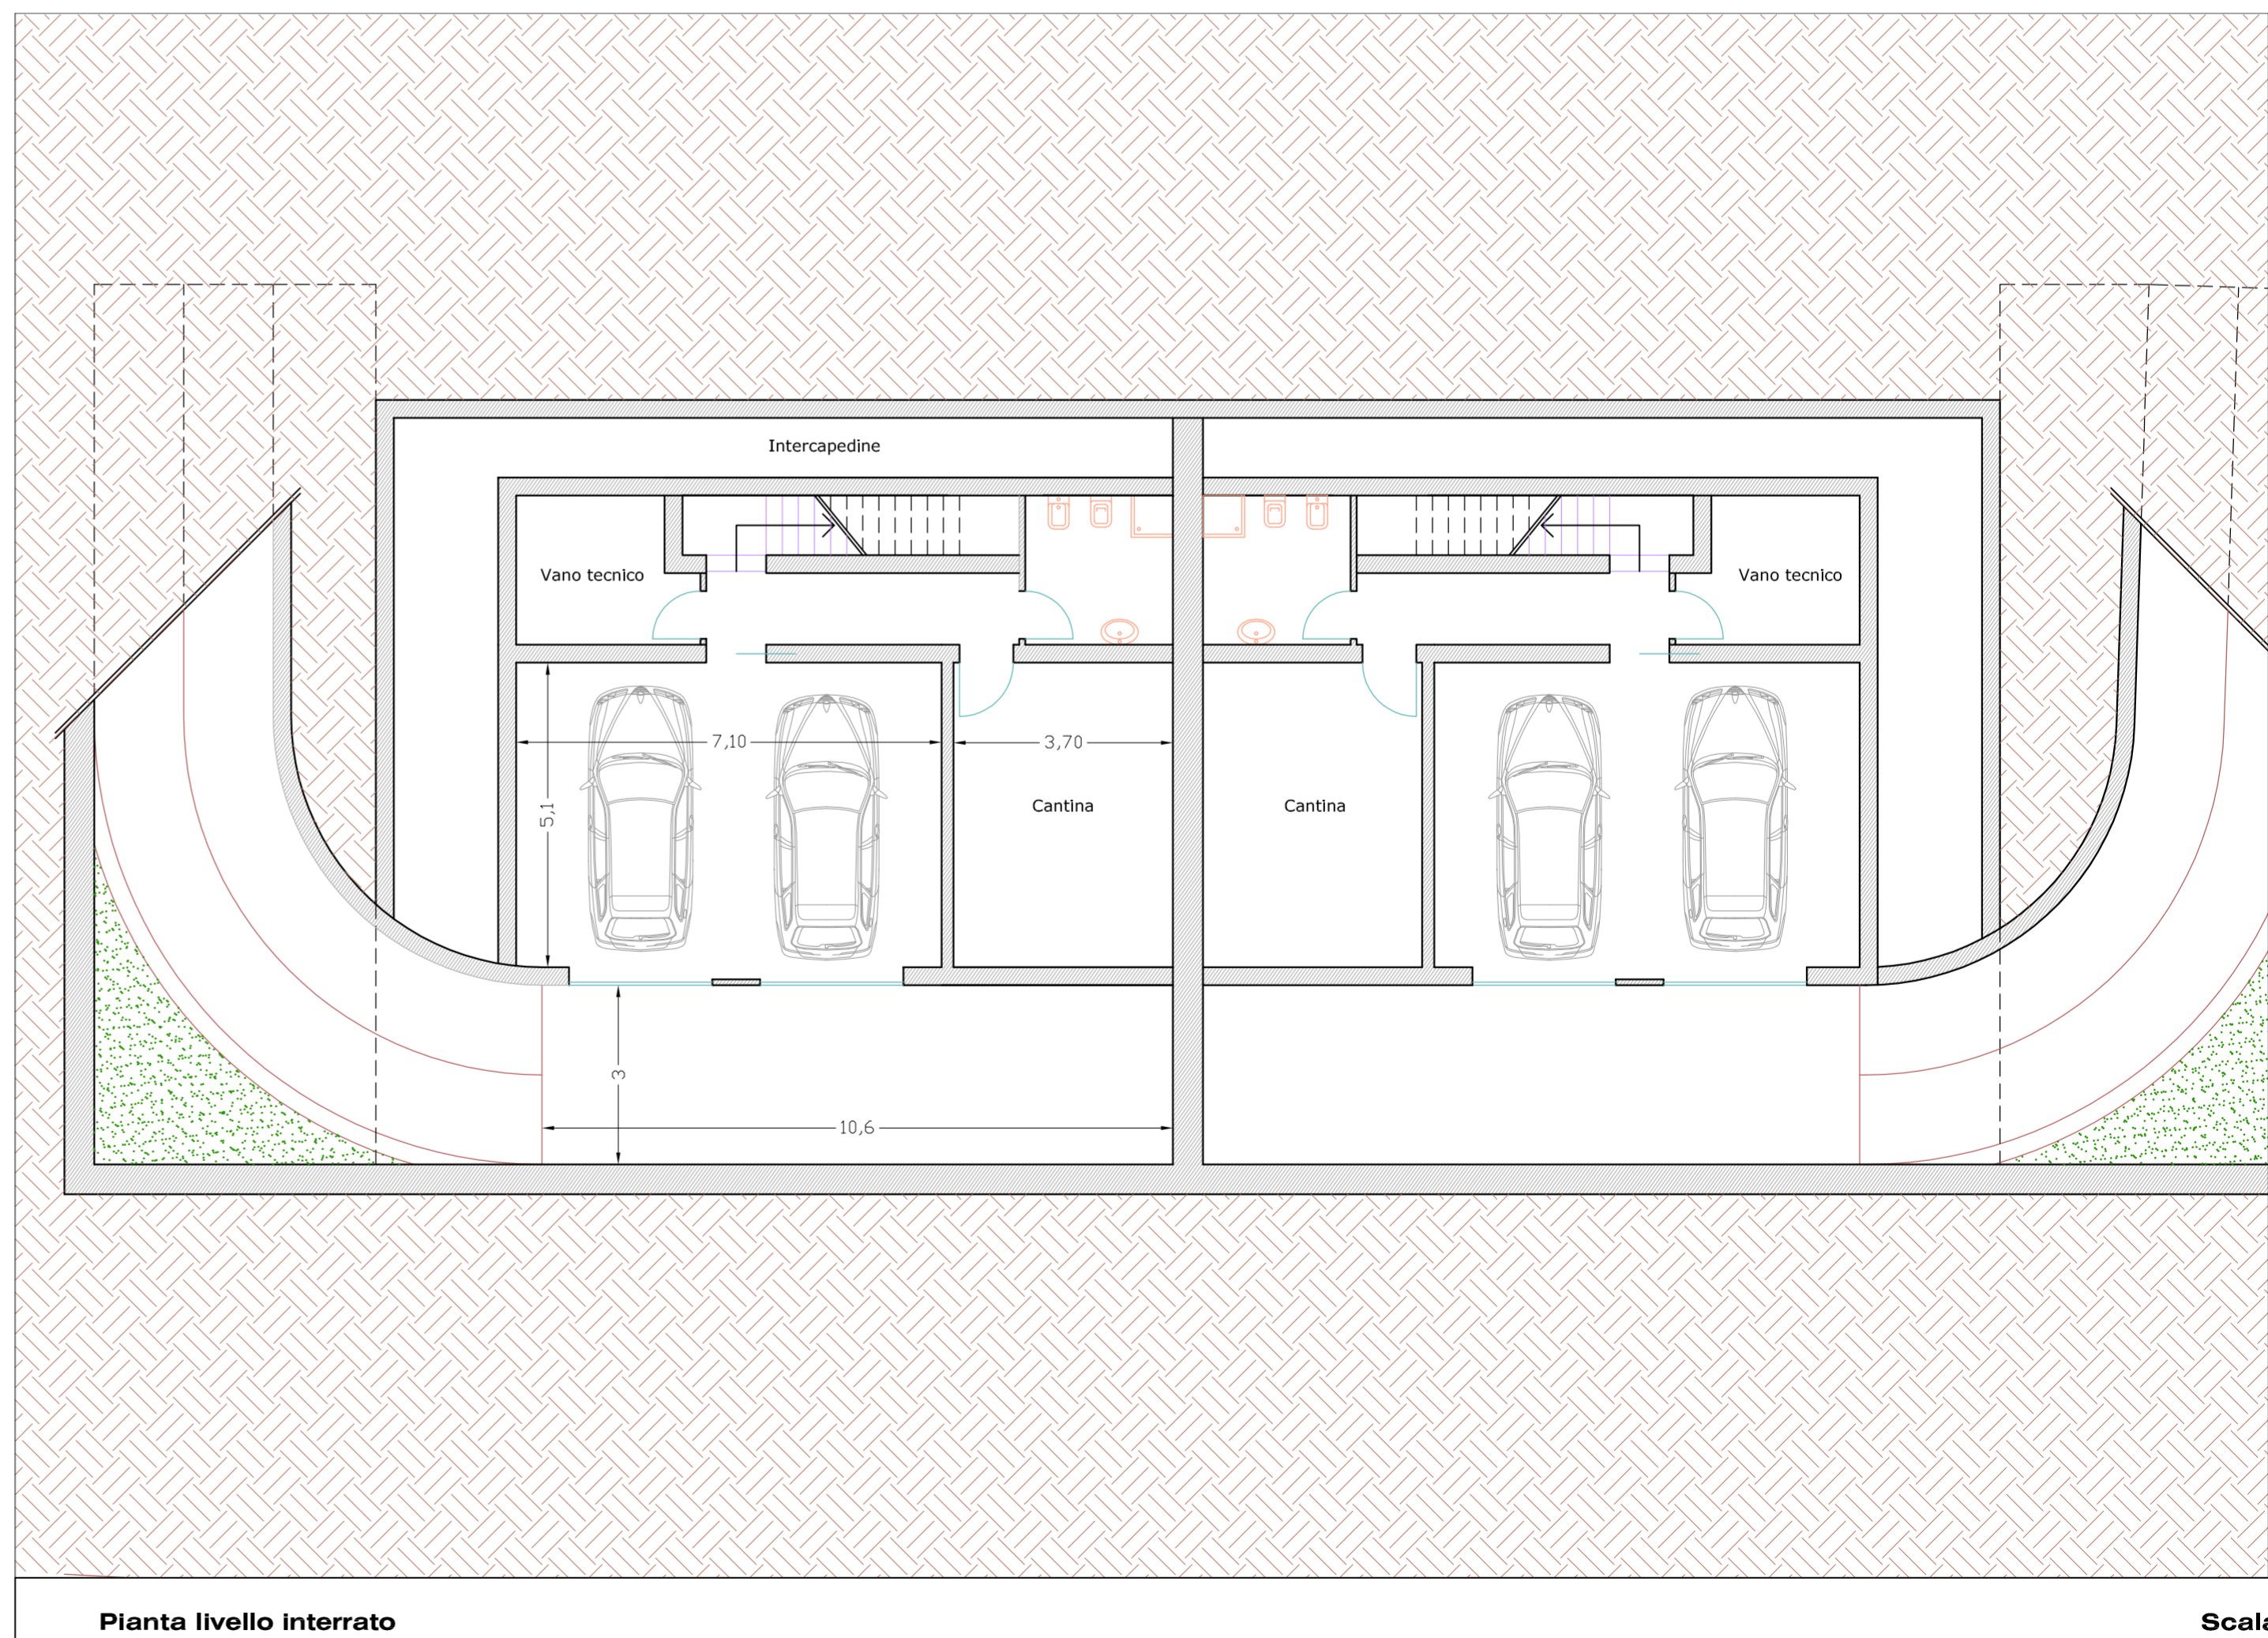 Intercapedine
Vano tecnico
Vano tecnico
7,10
3,70
5,1
Cantina
Cantina
3
10,6
Pianta livello interrato
Scala